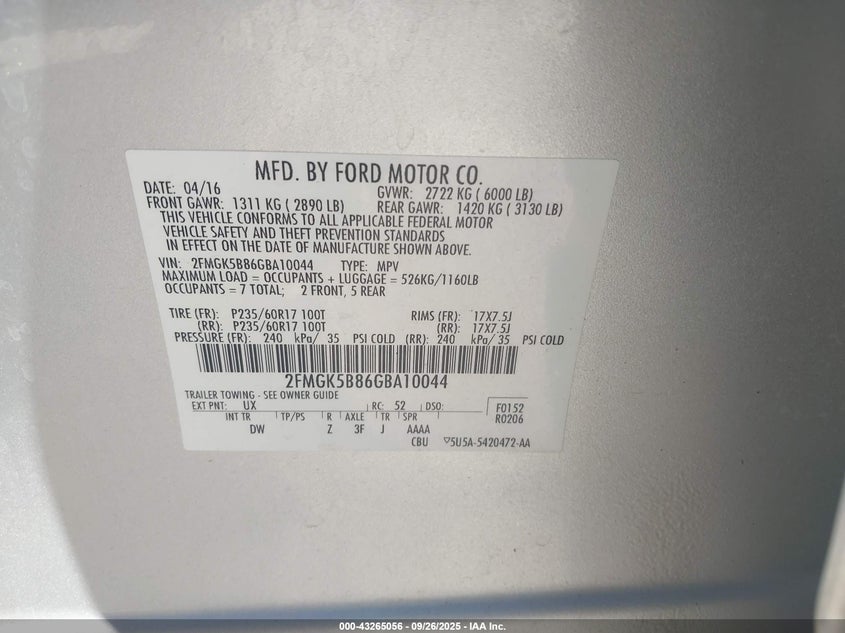 MFD. BY FORD MOTOR CO.
DATE: 04/16 GVWR: 2722 KG ( 6000 LB)
FRONT GAWR: 1311 KG ( 2890 LB) REAR GAWR: 1420 KG ( 3130 LB)
THIS VEHICLE CONFORMS TO ALL APPLICABLE FEDERAL MOTOR
VEHICLE SAFETY AND THEFT PREVENTION STANDARDS
IN EFFECT ON THE DATE OF MANUFACTURE SHOWN ABOVE.
VIN: 2FMGK5B86GBA10044 TYPE: MPV
MAXIMUM LOAD = OCCUPANTS + LUGGAGE = 526KG/1160LB
OCCUPANTS = 7 TOTAL; 2 FRONT, 5 REAR
TIRE (FR): P235/60R17 100T RIMS (FR): 17X7.5J
(RR): P235/60R17 100T (RR): 17X7.5J
PRESSURE (FR): 240 kPa/ 35 PSI COLD (RR): 240 kPa/ 35 PSI COLD
2FMGK5B86GBA10044
TRAILER TOWING - SEE OWNER GUIDE
EXT PNT: UX RC: 52 DSO: F0152
INT TR TP/PS R AXLE TR SPR R0206
DW Z 3F J AAAA
CBU 5U5A-5420472-AA
000-43265056 - 09/26/2025 - IAA Inc.